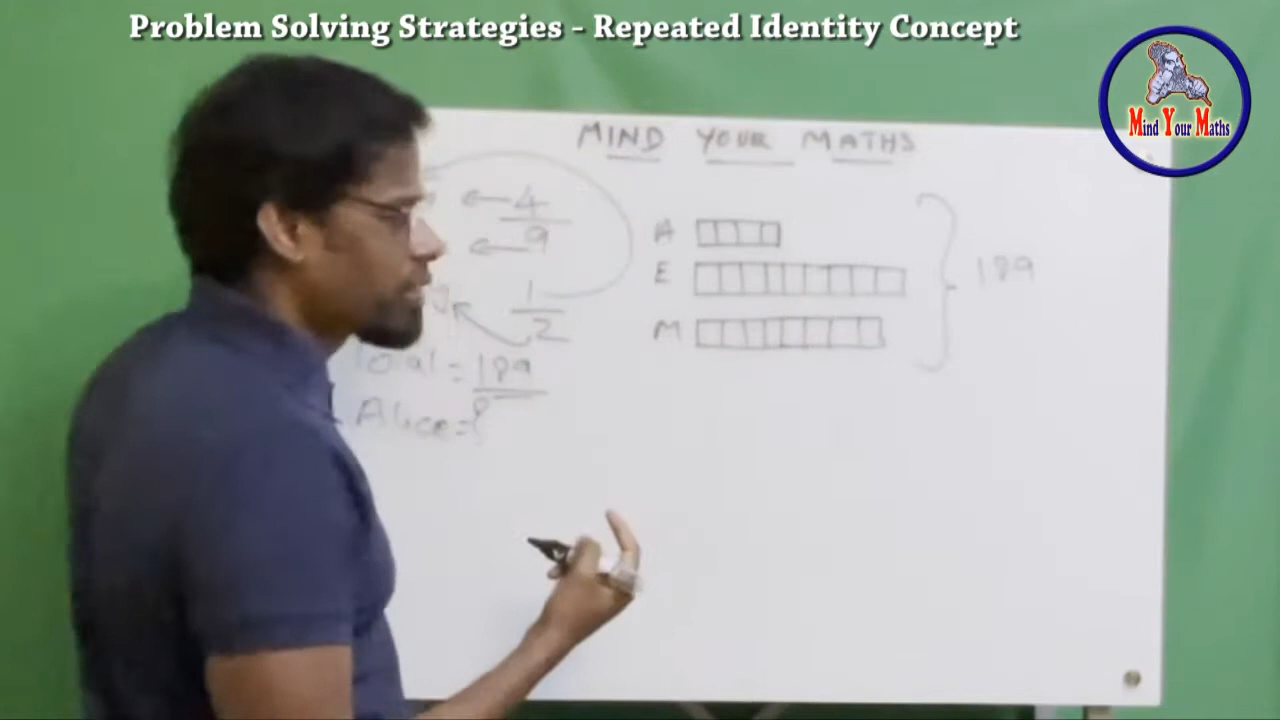 Problem Solving Strategies - Repeated Identity Concept
Mind Your Maths
MIND YOUR MATHS
4
9
1
2
Total = 189
Alice = ?
A
E
M
189